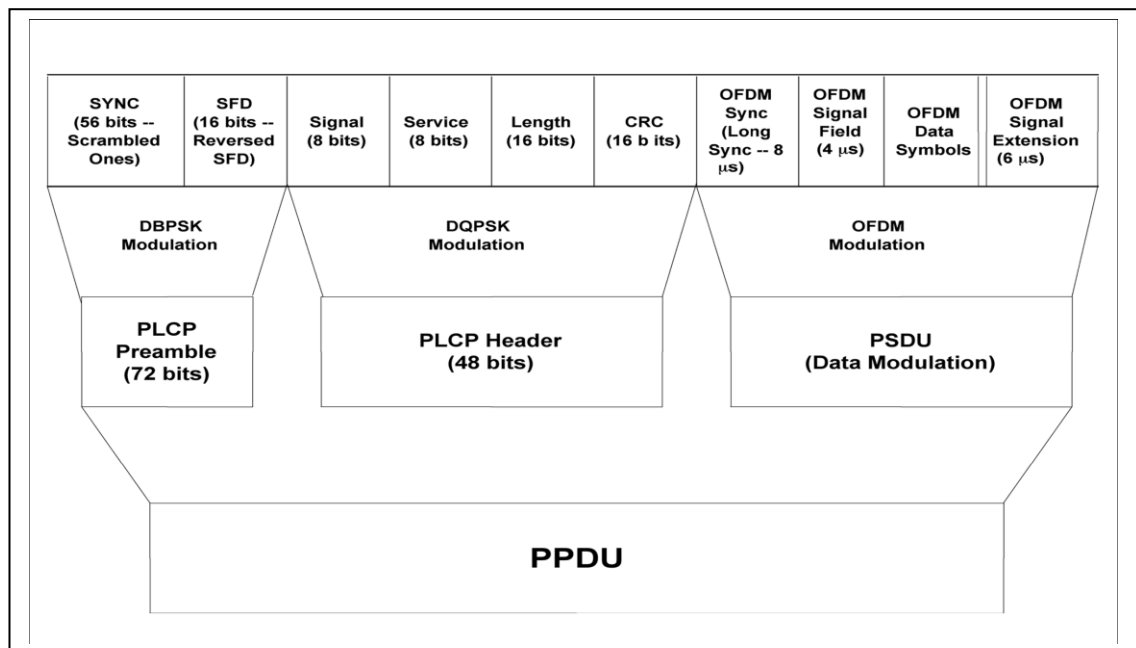 SYNC
(56 bits --
Scrambled
Ones)
SFD
(16 bits --
Reversed
SFD)
Signal
(8 bits)
Service
(8 bits)
Length
(16 bits)
CRC
(16 b its)
OFDM
Sync
(Long
Sync -- 8
μs)
OFDM
Signal
Field
(4 μs)
OFDM
Data
Symbols
OFDM
Signal
Extension
(6 μs)
DBPSK
Modulation
DQPSK
Modulation
OFDM
Modulation
PLCP
Preamble
(72 bits)
PLCP Header
(48 bits)
PSDU
(Data Modulation)
PPDU